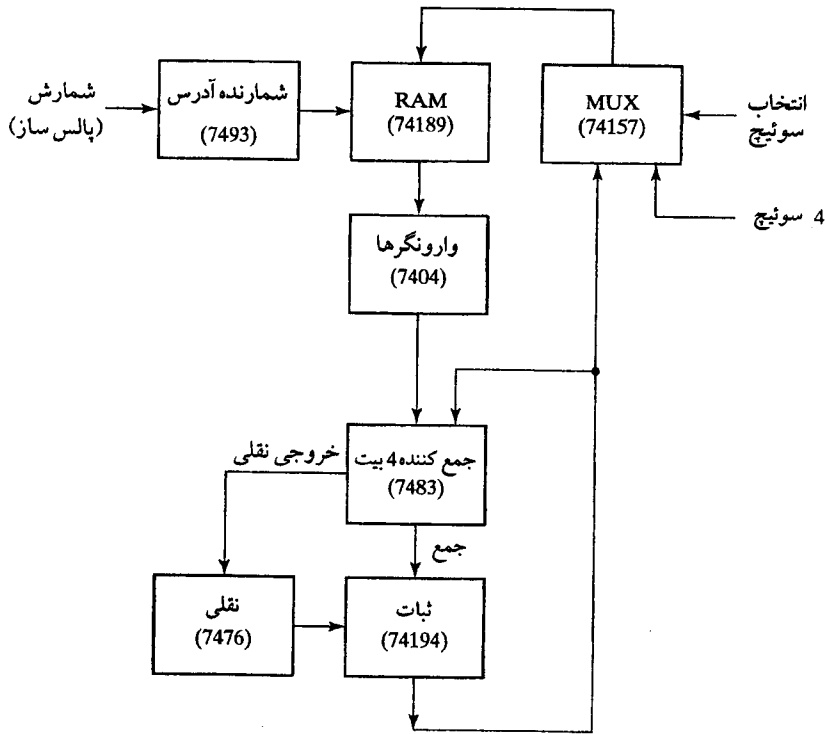 شمارش
(پالس ساز)
شمارنده آدرس
(7493)
RAM
(74189)
MUX
(74157)
انتخاب
سوئیچ
4 سوئیچ
وارونگرها
(7404)
جمع کننده 4 بیت
(7483)
خروجی نقلی
جمع
نقلی
(7476)
ثبات
(74194)